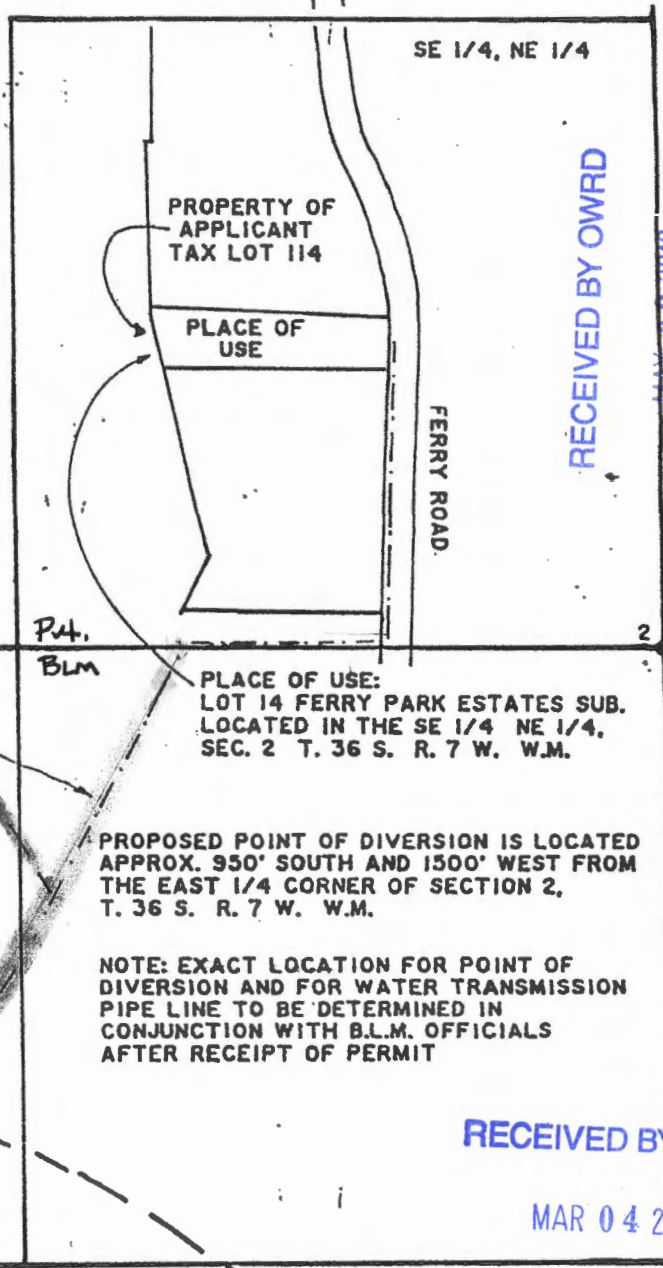 SE 1/4, NE 1/4
RECEIVED BY OWRD
PROPERTY OF
APPLICANT
TAX LOT 114
PLACE OF
USE
FERRY ROAD
Pvt.
BLM
2
PLACE OF USE:
LOT 14 FERRY PARK ESTATES SUB.
LOCATED IN THE SE 1/4 NE 1/4,
SEC. 2 T. 36 S. R. 7 W. W.M.
PROPOSED POINT OF DIVERSION IS LOCATED
APPROX. 950' SOUTH AND 1500' WEST FROM
THE EAST 1/4 CORNER OF SECTION 2,
T. 36 S. R. 7 W. W.M.
NOTE: EXACT LOCATION FOR POINT OF
DIVERSION AND FOR WATER TRANSMISSION
PIPE LINE TO BE DETERMINED IN
CONJUNCTION WITH B.L.M. OFFICIALS
AFTER RECEIPT OF PERMIT
RECEIVED BY
MAR 04 2